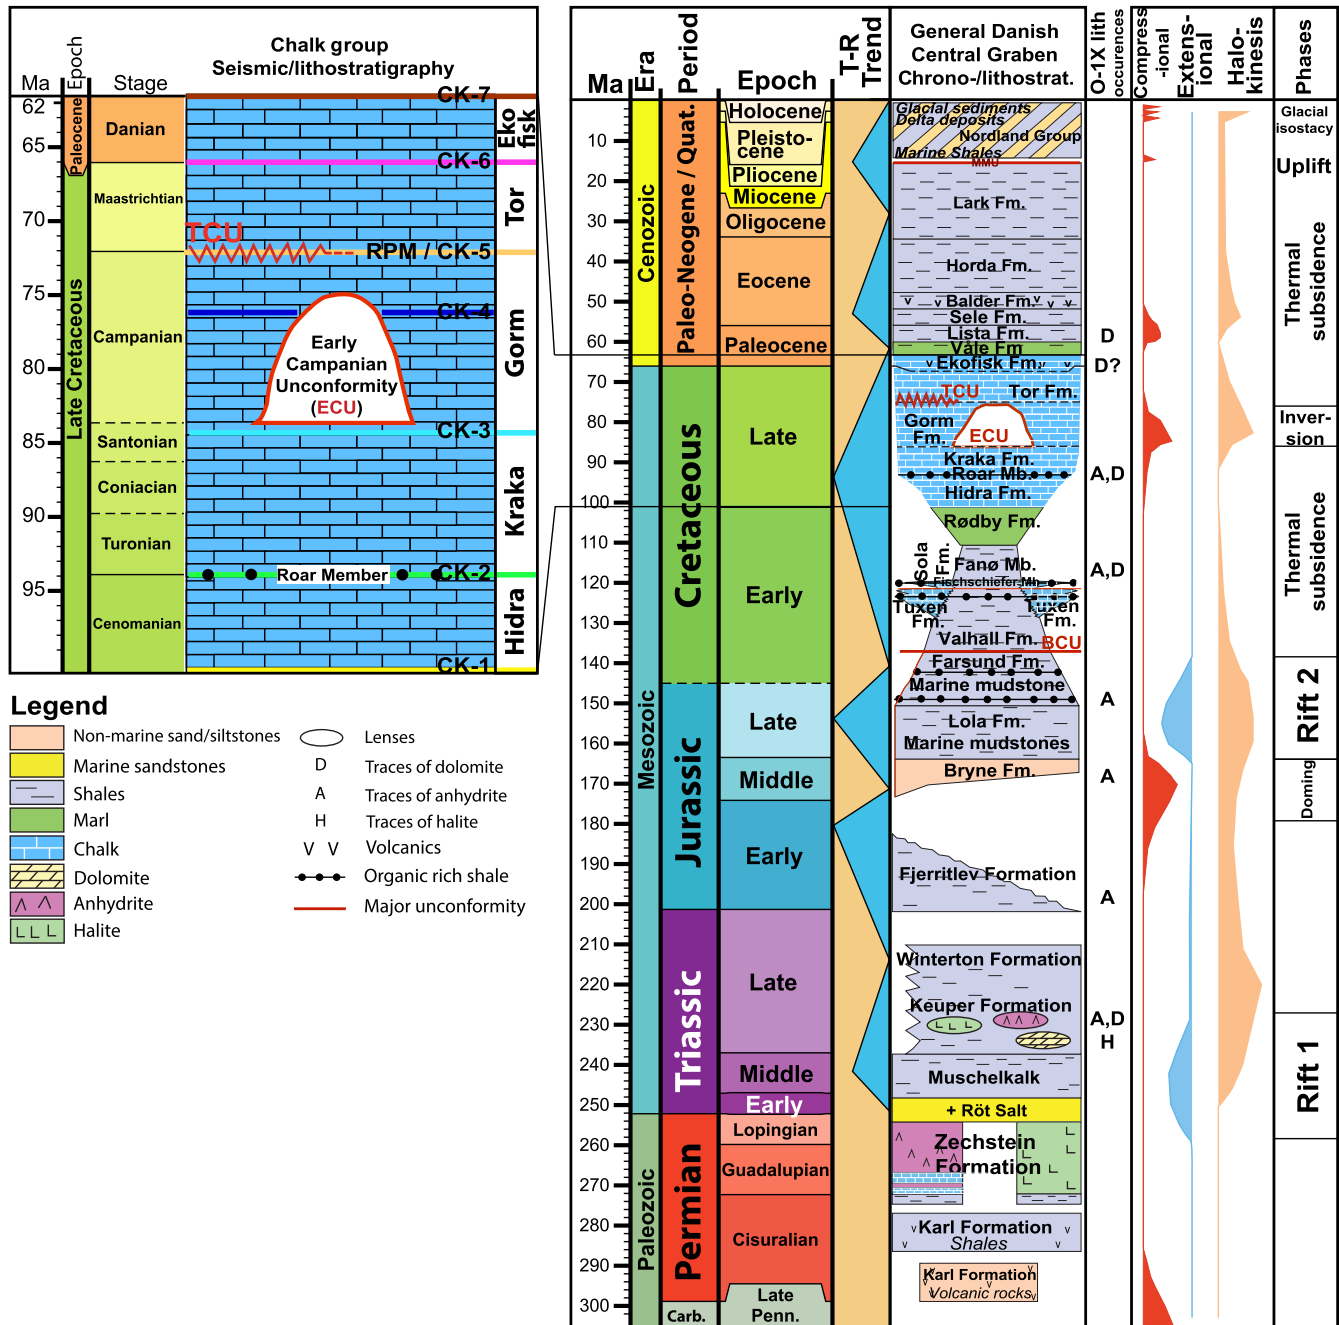 Chalk group
Seismic/lithostratigraphy
Ma
Epoch
Stage
62
65
70
75
80
85
90
95
Paleocene
Late Cretaceous
Danian
Maastrichtian
Campanian
Santonian
Coniacian
Turonian
Cenomanian
CK-7
CK-6
TCU
RPM / CK-5
CK-4
Early
Campanian
Unconformity
(ECU)
CK-3
Roar Member
CK-2
CK-1
Eko
fisk
Tor
Gorm
Kraka
Hidra
Legend
Non-marine sand/siltstones
Marine sandstones
Shales
Marl
Chalk
Dolomite
Anhydrite
Halite
Lenses
D Traces of dolomite
A Traces of anhydrite
H Traces of halite
V V Volcanics
Organic rich shale
Major unconformity
Ma
Era
Period
Epoch
T-R
Trend
General Danish
Central Graben
Chrono-/lithostrat.
O-1X lith
occurences
Compress
-ional
Extens-
ional
Halo-
kinesis
Phases
10
20
30
40
50
60
70
80
90
100
110
120
130
140
150
160
170
180
190
200
210
220
230
240
250
260
270
280
290
300
Cenozoic
Mesozoic
Paleozoic
Paleo-Neogene / Quat.
Cretaceous
Jurassic
Triassic
Permian
Carb.
Holocene
Pleisto-
cene
Pliocene
Miocene
Oligocene
Eocene
Paleocene
Late
Early
Late
Middle
Early
Late
Middle
Early
Lopingian
Guadalupian
Cisuralian
Late
Penn.
Glacial sediments
Delta deposits
Nordland Group
Marine Shales
MMU
Lark Fm.
Horda Fm.
Balder Fm.
Sele Fm.
Lista Fm.
Våle Fm
Ekofisk Fm.
TCU
Tor Fm.
Gorm
Fm.
ECU
Kraka Fm.
Roar Mb.
Hidra Fm.
Rødby Fm.
Sola
Fm.
Fanø Mb.
Fischschiefer Mb.
Tuxen
Fm.
Tuxen
Fm.
Valhall Fm.
BCU
Farsund Fm.
Marine mudstone
Lola Fm.
Marine mudstones
Bryne Fm.
Fjerritlev Formation
Winterton Formation
Keuper Formation
Muschelkalk
+ Röt Salt
Zechstein
Formation
Karl Formation
Shales
Karl Formation
Volcanic rocks
D
D?
A,D
A,D
A
A
A
A,D
H
Glacial
isostacy
Uplift
Thermal
subsidence
Inver-
sion
Thermal
subsidence
Rift 2
Doming
Rift 1